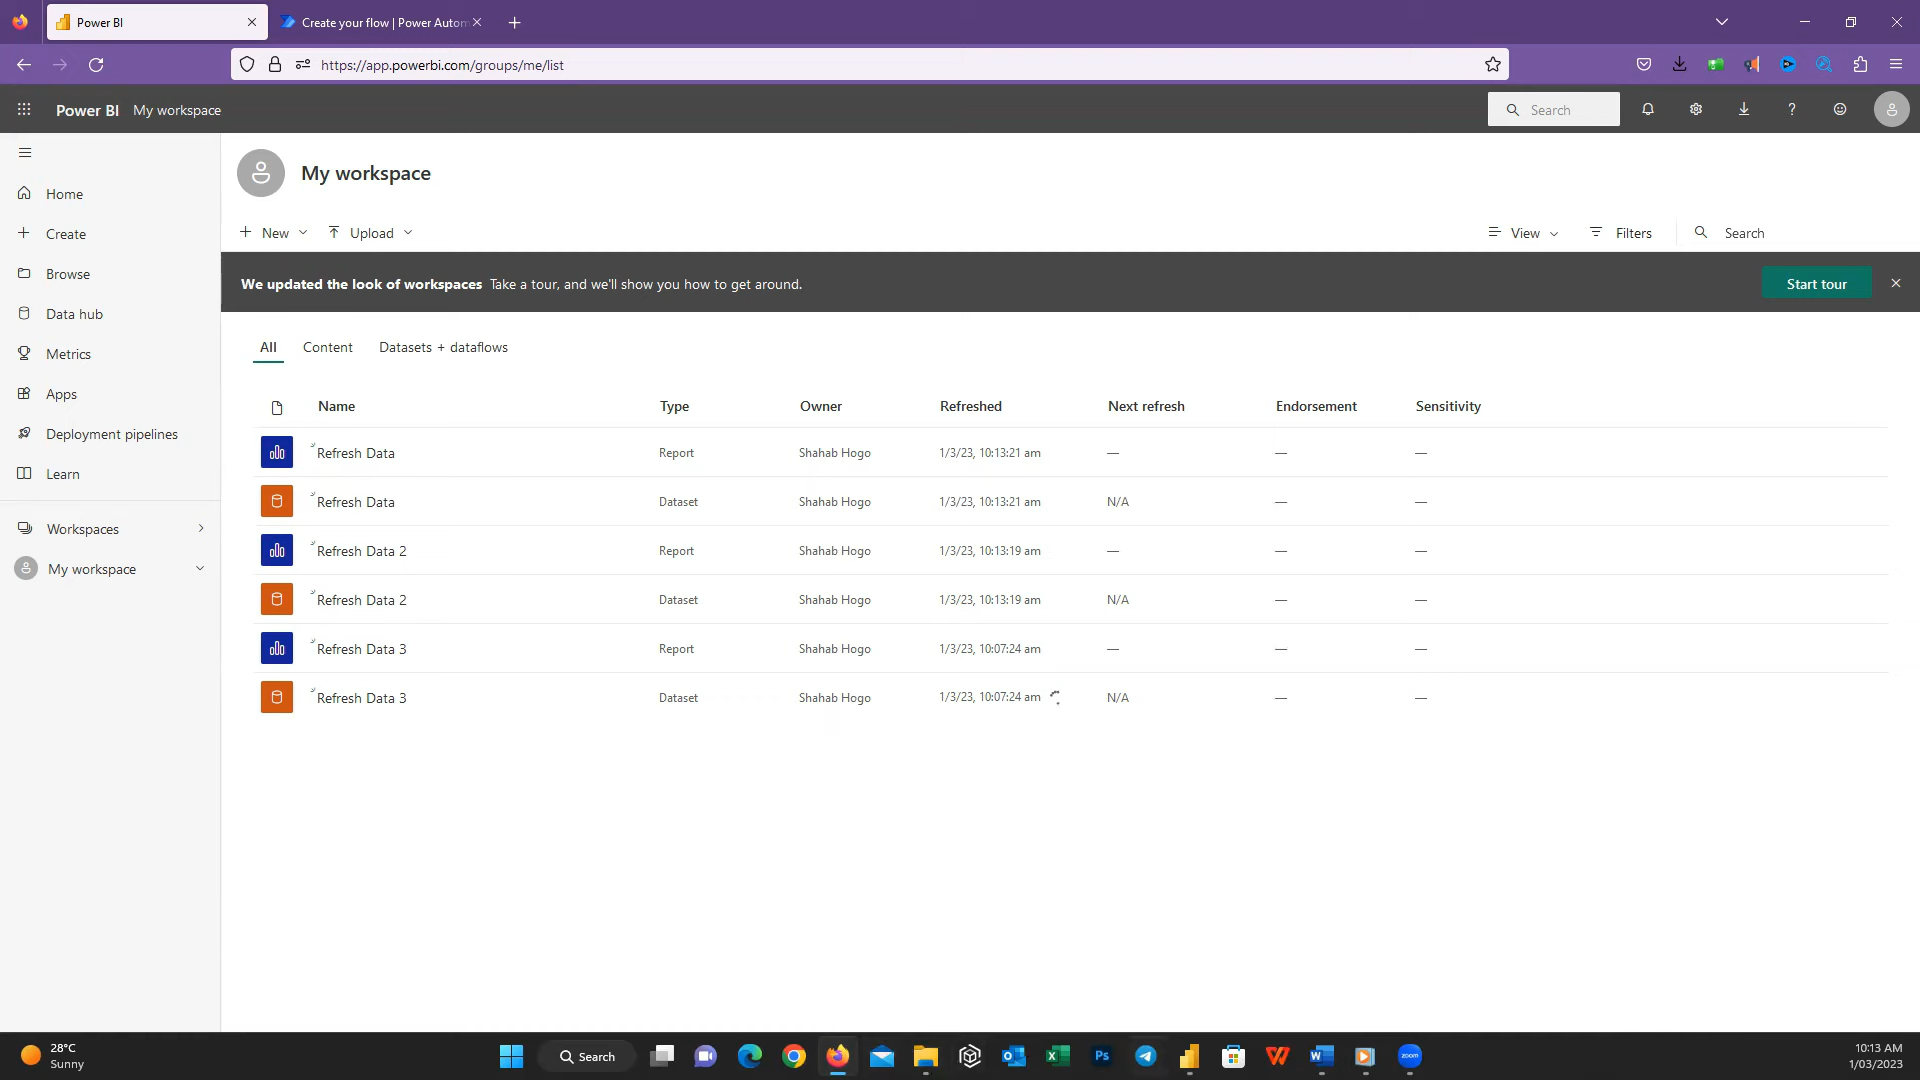 Power BI
Create your flow | Power Autom
https://app.powerbi.com/groups/me/list
Power BI My workspace
Search
My workspace
Home
Create
Browse
Data hub
Metrics
Apps
Deployment pipelines
Learn
Workspaces
My workspace
New
Upload
View
Filters
Search
We updated the look of workspaces Take a tour, and we'll show you how to get around.
Start tour
All Content Datasets + dataflows
Name Type Owner Refreshed Next refresh Endorsement Sensitivity
Refresh Data Report Shahab Hogo 1/3/23, 10:13:21 am — — —
Refresh Data Dataset Shahab Hogo 1/3/23, 10:13:21 am N/A — —
Refresh Data 2 Report Shahab Hogo 1/3/23, 10:13:19 am — — —
Refresh Data 2 Dataset Shahab Hogo 1/3/23, 10:13:19 am N/A — —
Refresh Data 3 Report Shahab Hogo 1/3/23, 10:07:24 am — — —
Refresh Data 3 Dataset Shahab Hogo 1/3/23, 10:07:24 am N/A — —
28°C
Sunny
Search
Ps
W
zoom
10:13 AM
1/03/2023